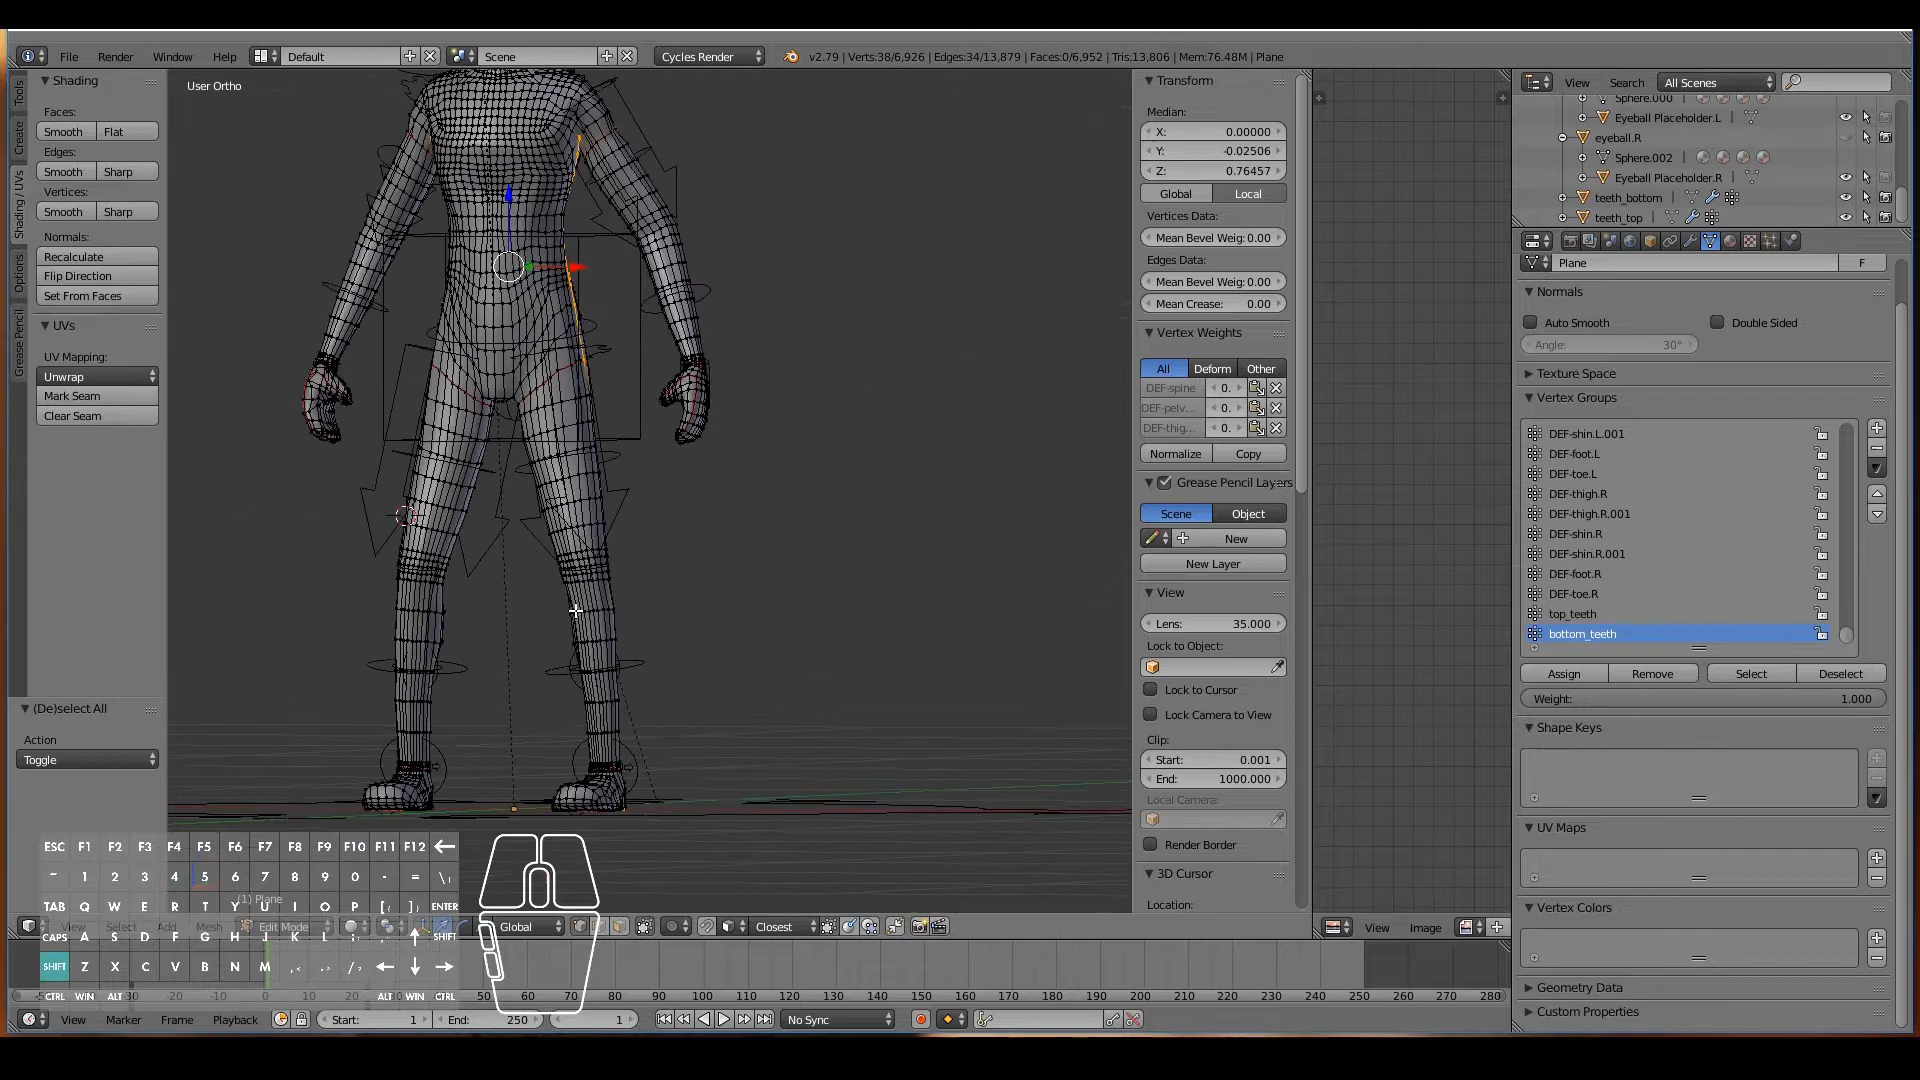 File Render Window Help Default Scene Cycles Render v2.79 | Verts:38/6,926 | Edges:34/13,879 | Faces:0/6,952 | Tris:13,806 | Mem:76.48M | Plane
Tools
Create
Shading / UVs
Options
Grease Pencil
Shading
Faces:
Smooth Flat
Edges:
Smooth Sharp
Vertices:
Smooth Sharp
Normals:
Recalculate
Flip Direction
Set From Faces
UVs
UV Mapping:
Unwrap
Mark Seam
Clear Seam
(De)select All
Action
Toggle
User Ortho
(1) Plane
Transform
Median:
X: 0.00000
Y: -0.02506
Z: 0.76457
Global Local
Vertices Data:
Mean Bevel Weig: 0.00
Edges Data:
Mean Bevel Weig: 0.00
Mean Crease: 0.00
Vertex Weights
All Deform Other
DEF-spine 0.
DEF-pelv... 0.
DEF-thig... 0.
Normalize Copy
Grease Pencil Layers
Scene Object
New
New Layer
View
Lens: 35.000
Lock to Object:
Lock to Cursor
Lock Camera to View
Clip:
Start: 0.001
End: 1000.000
Local Camera:
Render Border
3D Cursor
Location:
View Search All Scenes
Sphere.000
Eyeball Placeholder.L
eyeball.R
Sphere.002
Eyeball Placeholder.R
teeth_bottom
teeth_top
Plane F
Normals
Auto Smooth Double Sided
Angle: 30°
Texture Space
Vertex Groups
DEF-shin.L.001
DEF-foot.L
DEF-toe.L
DEF-thigh.R
DEF-thigh.R.001
DEF-shin.R
DEF-shin.R.001
DEF-foot.R
DEF-toe.R
top_teeth
bottom_teeth
Assign Remove Select Deselect
Weight: 1.000
Shape Keys
UV Maps
Vertex Colors
Geometry Data
Custom Properties
ESC F1 F2 F3 F4 F5 F6 F7 F8 F9 F10 F11 F12
~ 1 2 3 4 5 6 7 8 9 0 - = \|
TAB Q W E R T Y U I O P [{ ]} ENTER
CAPS A S D F G H J K L SHIFT
SHIFT Z X C V B N M ,< .> /?
CTRL WIN ALT ALT WIN CTRL
View Select Add Mesh Edit Mode Global Closest
View Image
-20 -10 0 10 20 50 60 70 80 90 100 110 120 130 140 150 160 170 180 190 200 210 220 230 240 250 260 270 280
View Marker Frame Playback Start: 1 End: 250 1 No Sync